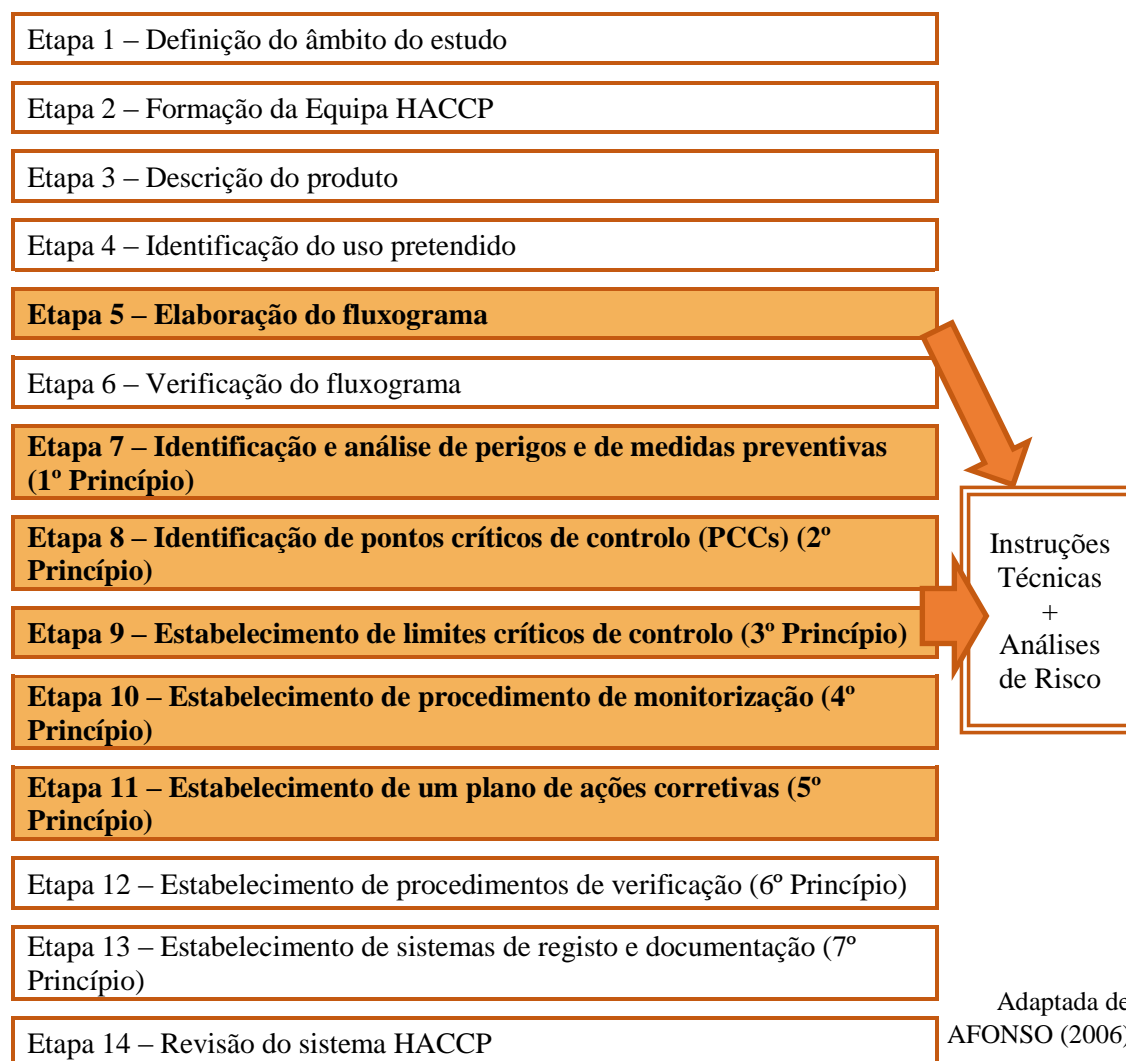 Etapa 1 – Definição do âmbito do estudo
Etapa 2 – Formação da Equipa HACCP
Etapa 3 – Descrição do produto
Etapa 4 – Identificação do uso pretendido
Etapa 5 – Elaboração do fluxograma
Etapa 6 – Verificação do fluxograma
Etapa 7 – Identificação e análise de perigos e de medidas preventivas
(1º Princípio)
Etapa 8 – Identificação de pontos críticos de controlo (PCCs) (2º
Princípio)
Etapa 9 – Estabelecimento de limites críticos de controlo (3º Princípio)
Etapa 10 – Estabelecimento de procedimento de monitorização (4º
Princípio)
Etapa 11 – Estabelecimento de um plano de ações corretivas (5º
Princípio)
Etapa 12 – Estabelecimento de procedimentos de verificação (6º Princípio)
Etapa 13 – Estabelecimento de sistemas de registo e documentação (7º
Princípio)
Etapa 14 – Revisão do sistema HACCP
Instruções
Técnicas
+
Análises
de Risco
Adaptada de
AFONSO (2006)